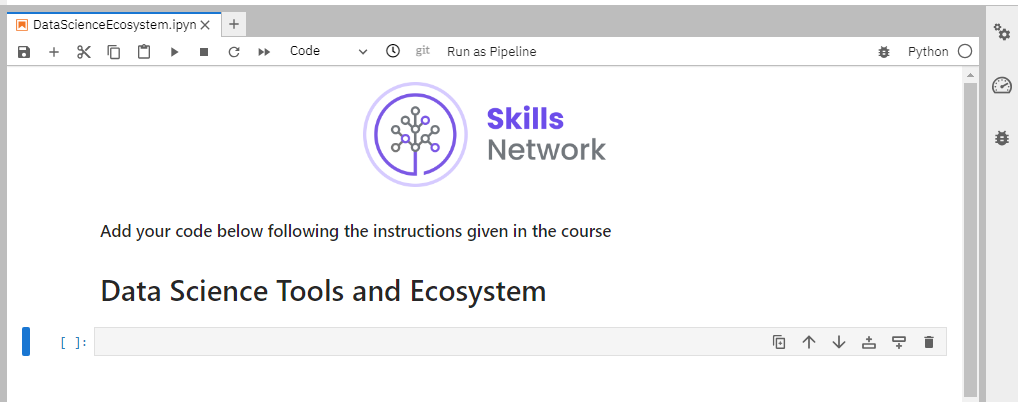 DataScienceEcosystem.ipyn
Code git Run as Pipeline Python
Skills
Network
Add your code below following the instructions given in the course
Data Science Tools and Ecosystem
[ ]: